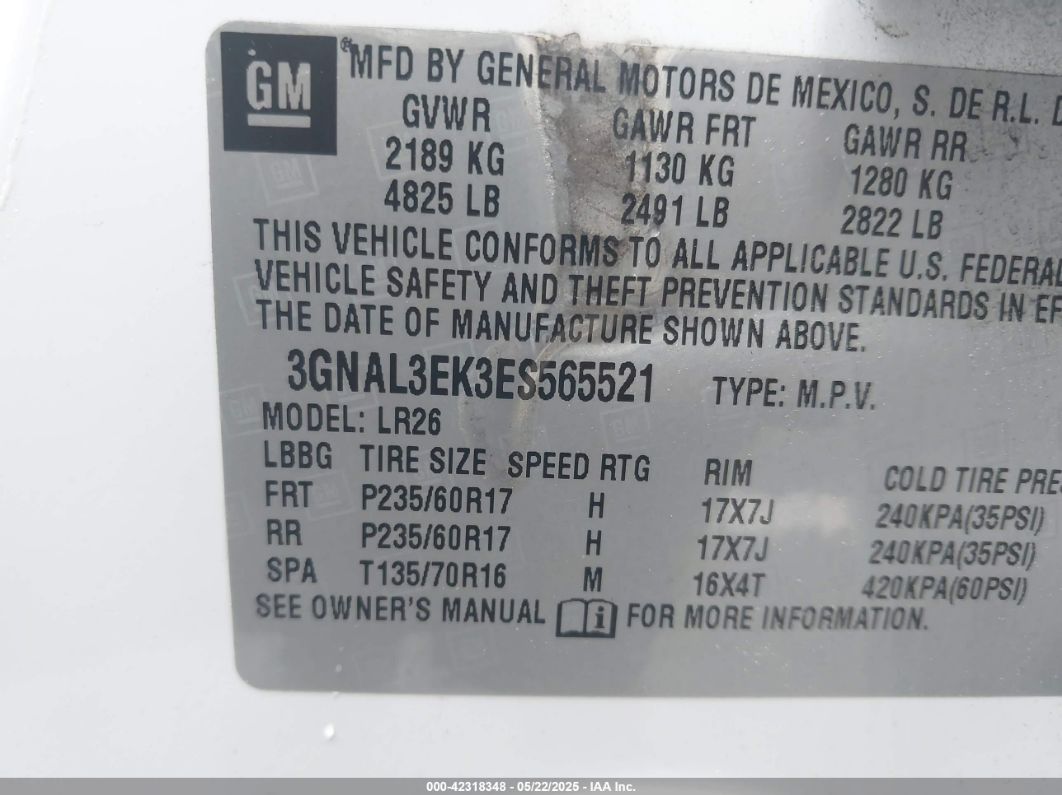 GM
MFD BY GENERAL MOTORS DE MEXICO, S. DE R.L. D
GVWR GAWR FRT GAWR RR
2189 KG 1130 KG 1280 KG
4825 LB 2491 LB 2822 LB
THIS VEHICLE CONFORMS TO ALL APPLICABLE U.S. FEDERAL
VEHICLE SAFETY AND THEFT PREVENTION STANDARDS IN EF
THE DATE OF MANUFACTURE SHOWN ABOVE.
3GNAL3EK3ES565521 TYPE: M.P.V.
MODEL: LR26
LBBG TIRE SIZE SPEED RTG RIM COLD TIRE PRE
FRT P235/60R17 H 17X7J 240KPA(35PSI)
RR P235/60R17 H 17X7J 240KPA(35PSI)
SPA T135/70R16 M 16X4T 420KPA(60PSI)
SEE OWNER'S MANUAL i FOR MORE INFORMATION.
000-42318348 - 05/22/2025 - IAA Inc.